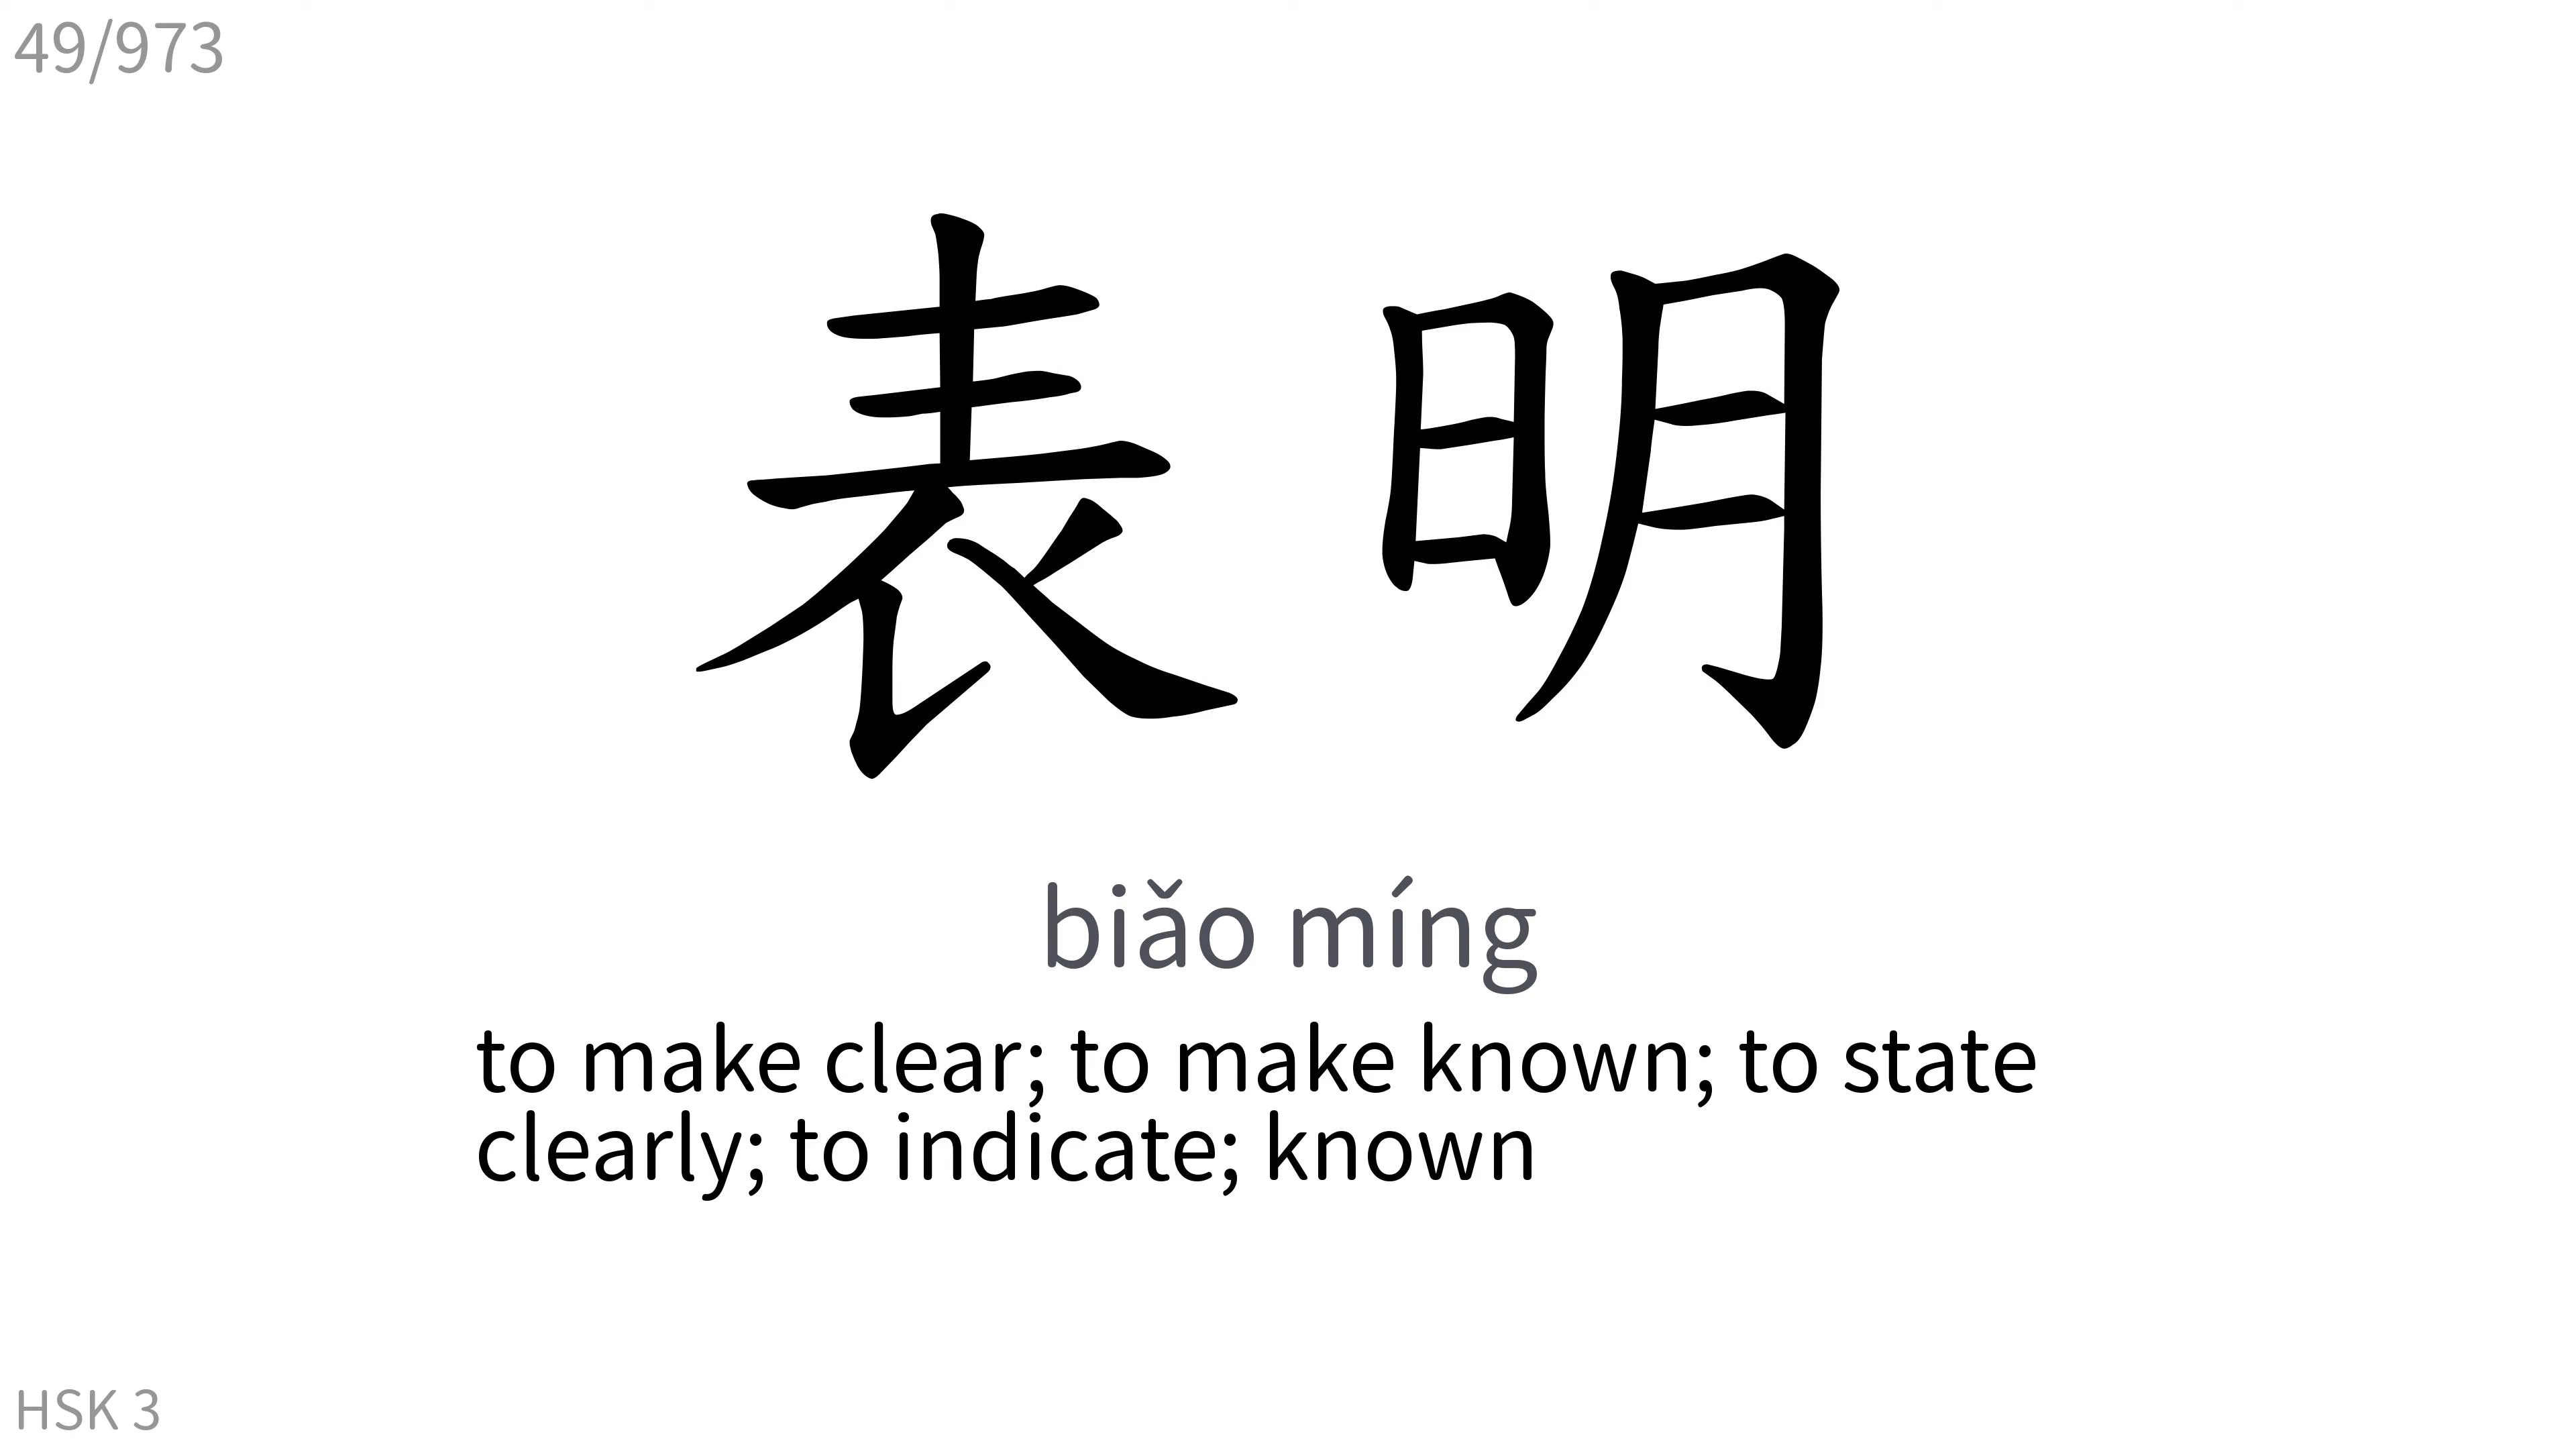 49/973
表明
biǎo míng
to make clear; to make known; to state
clearly; to indicate; known
HSK 3